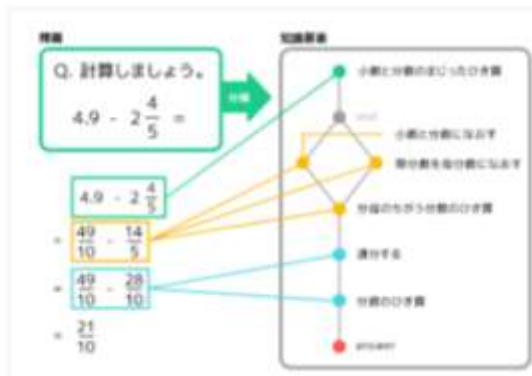 問題
Q. 計算しましょう。
4.9 - 2 4/5 =
分解
4.9 - 2 4/5
= 49/10 - 14/5
= 49/10 - 28/10
= 21/10
知識要素
小数と分数のまじったひき算
小数を分数になおす
帯分数を仮分数になおす
分母のちがう分数のひき算
通分する
分数のひき算
answer